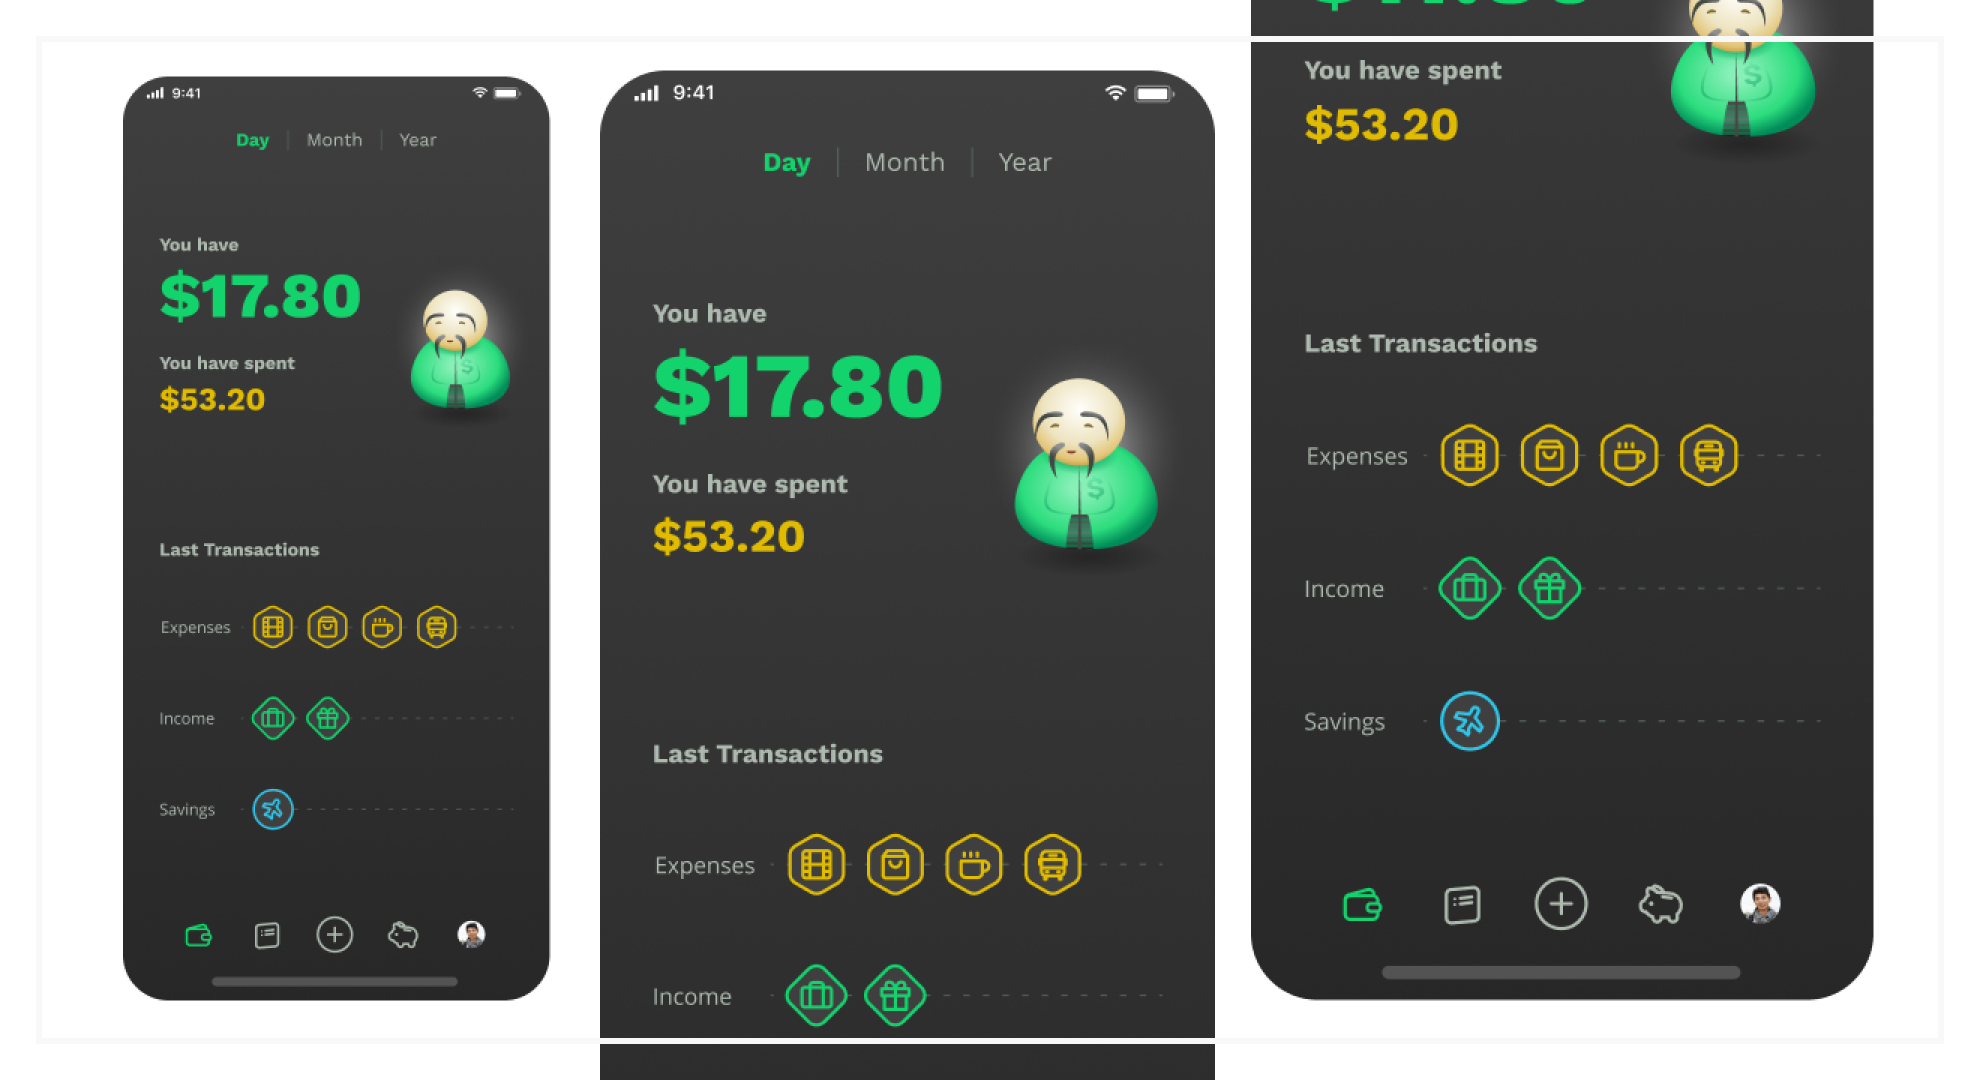 9:41
Day Month Year
You have
$17.80
You have spent
$53.20
Last Transactions
Expenses
Income
Savings
9:41
Day Month Year
You have
$17.80
$
You have spent
$53.20
Last Transactions
Expenses
Income
$17.80
You have spent
$
$53.20
Last Transactions
Expenses
Income
Savings